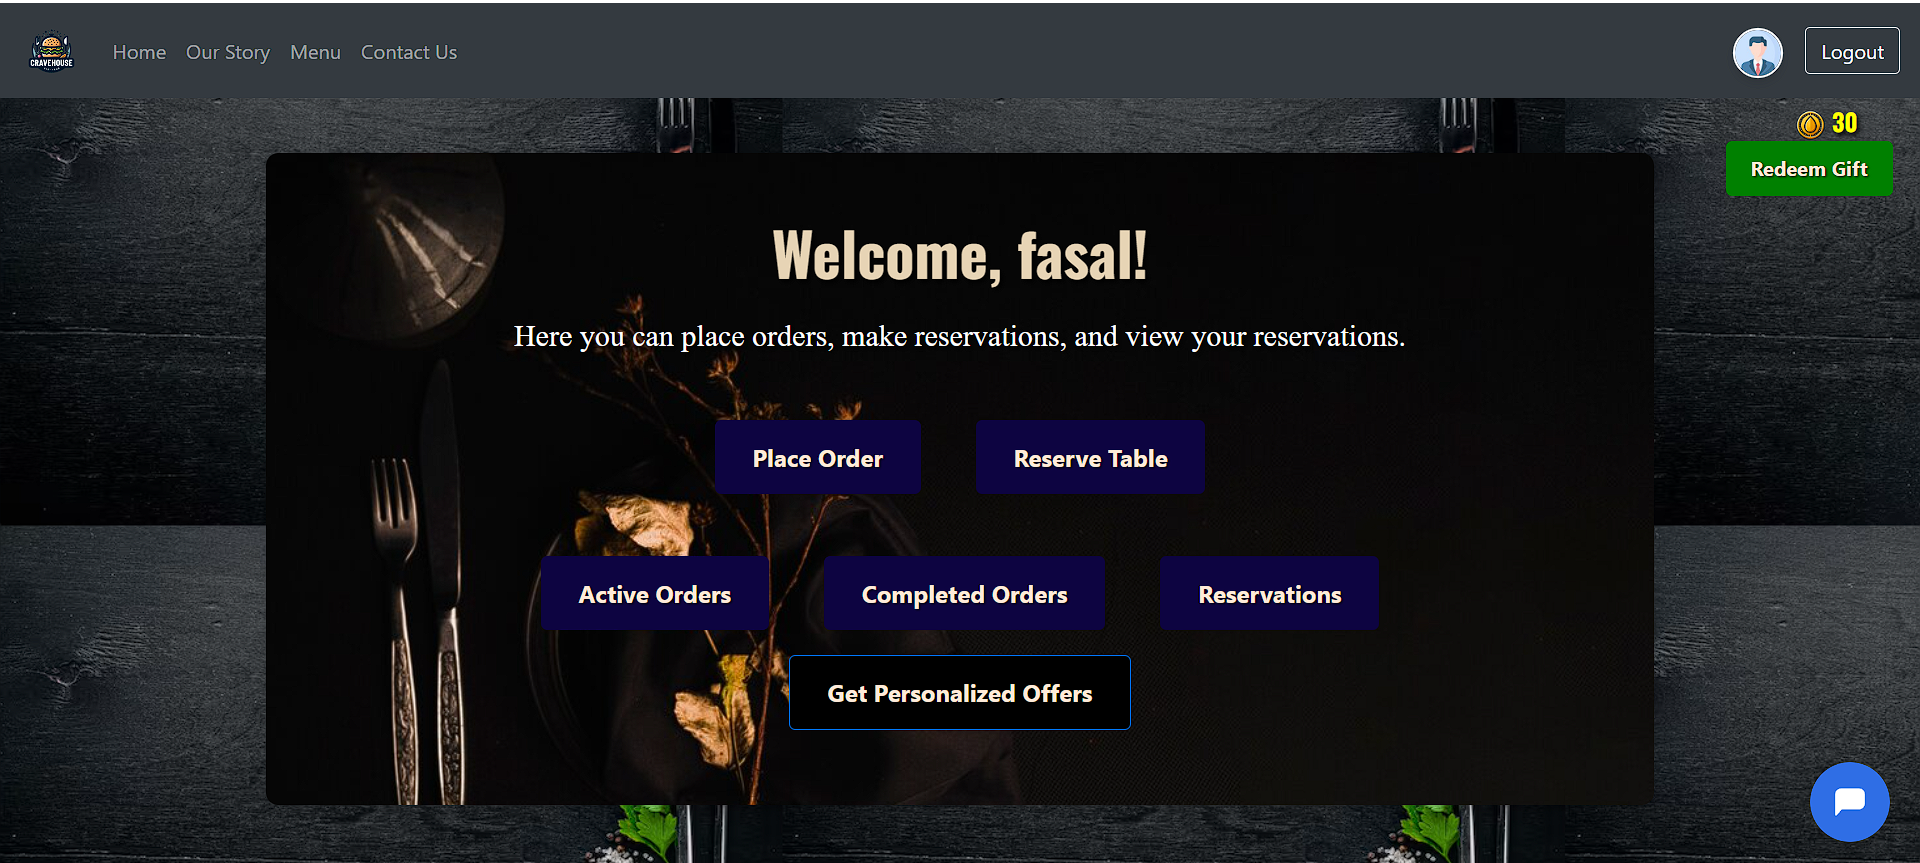 CRAVEHOUSE
Home Our Story Menu Contact Us
Logout
30
Redeem Gift
Welcome, fasal!
Here you can place orders, make reservations, and view your reservations.
Place Order Reserve Table
Active Orders Completed Orders Reservations
Get Personalized Offers